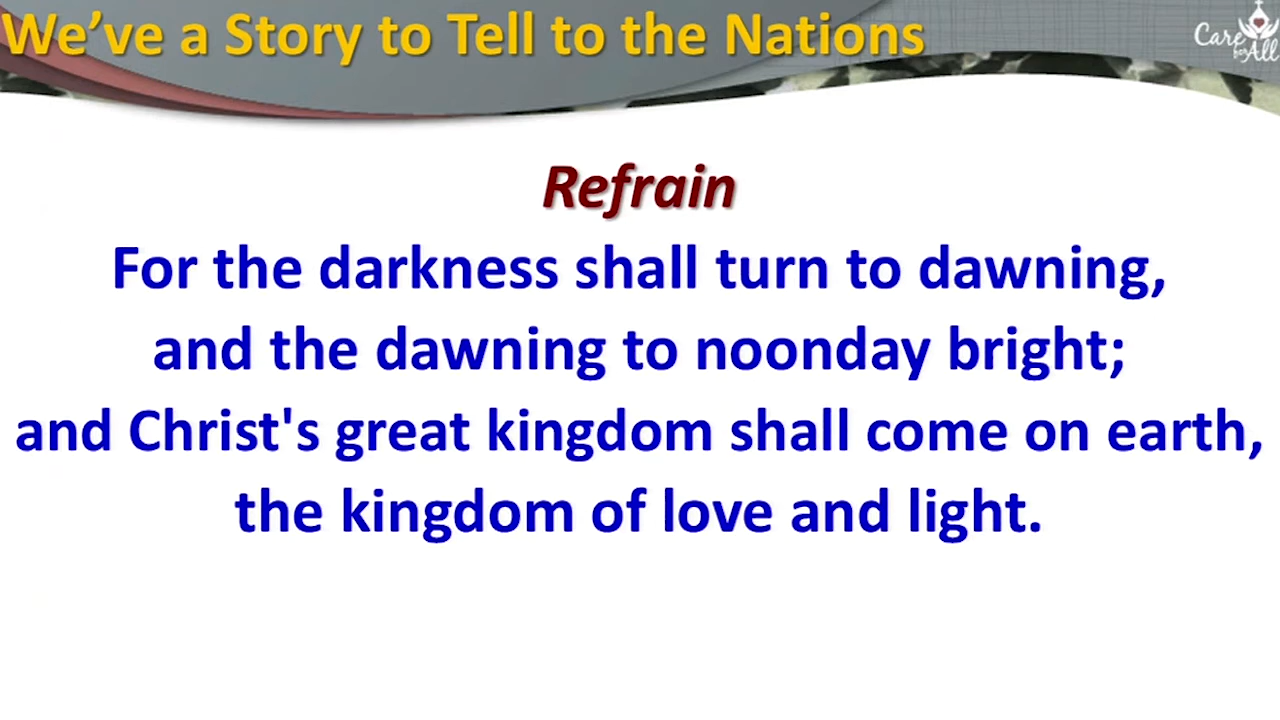 We’ve a Story to Tell to the Nations
Care
for All
Refrain
For the darkness shall turn to dawning,
and the dawning to noonday bright;
and Christ's great kingdom shall come on earth,
the kingdom of love and light.